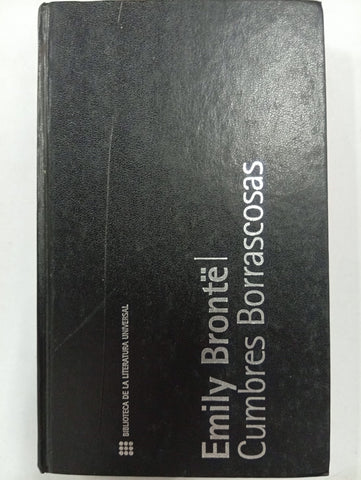 BIBLIOTECA DE LA LITERATURA UNIVERSAL
Emily Brontë|
Cumbres Borrascosas